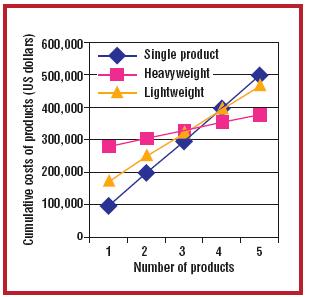 Cumulative costs of products (US dollars)
600,000
500,000
400,000
300,000
200,000
100,000
0
Single product
Heavyweight
Lightweight
1 2 3 4 5
Number of products